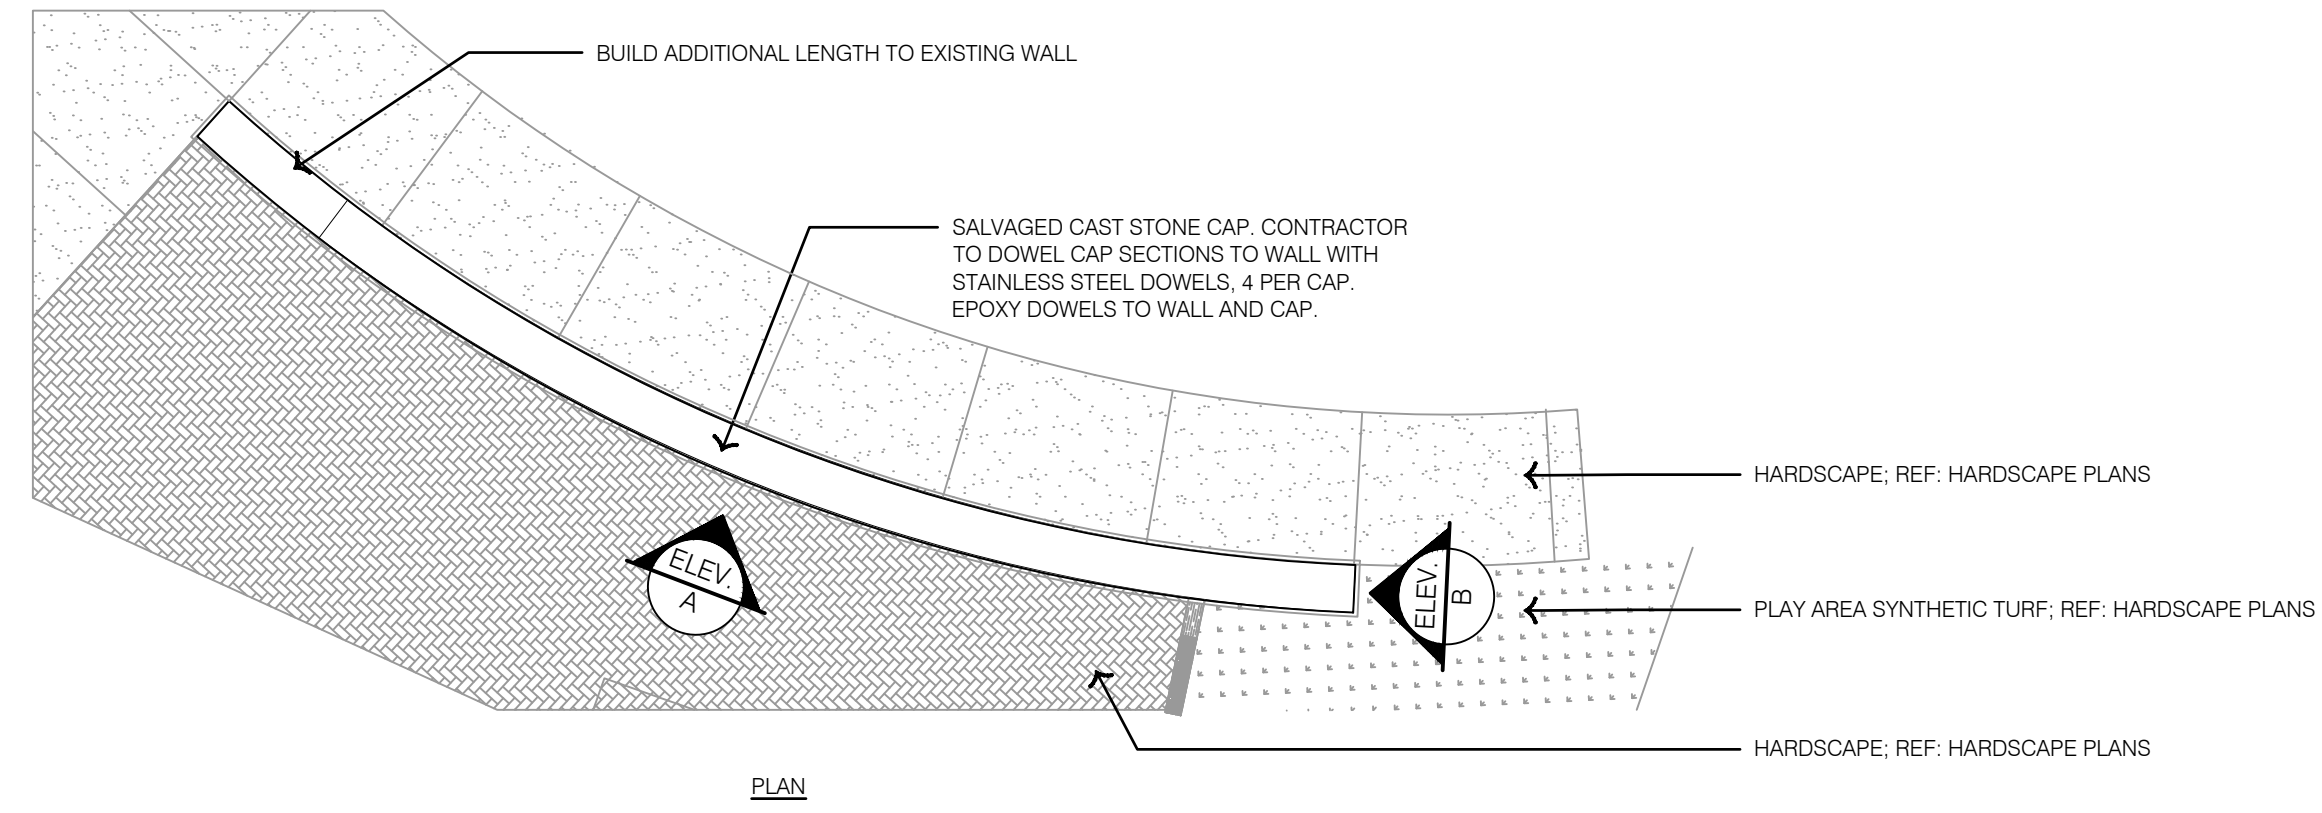 BUILD ADDITIONAL LENGTH TO EXISTING WALL
SALVAGED CAST STONE CAP. CONTRACTOR
TO DOWEL CAP SECTIONS TO WALL WITH
STAINLESS STEEL DOWELS, 4 PER CAP.
EPOXY DOWELS TO WALL AND CAP.
HARDSCAPE; REF: HARDSCAPE PLANS
ELEV.
A
ELEV.
B
PLAY AREA SYNTHETIC TURF; REF: HARDSCAPE PLANS
HARDSCAPE; REF: HARDSCAPE PLANS
PLAN